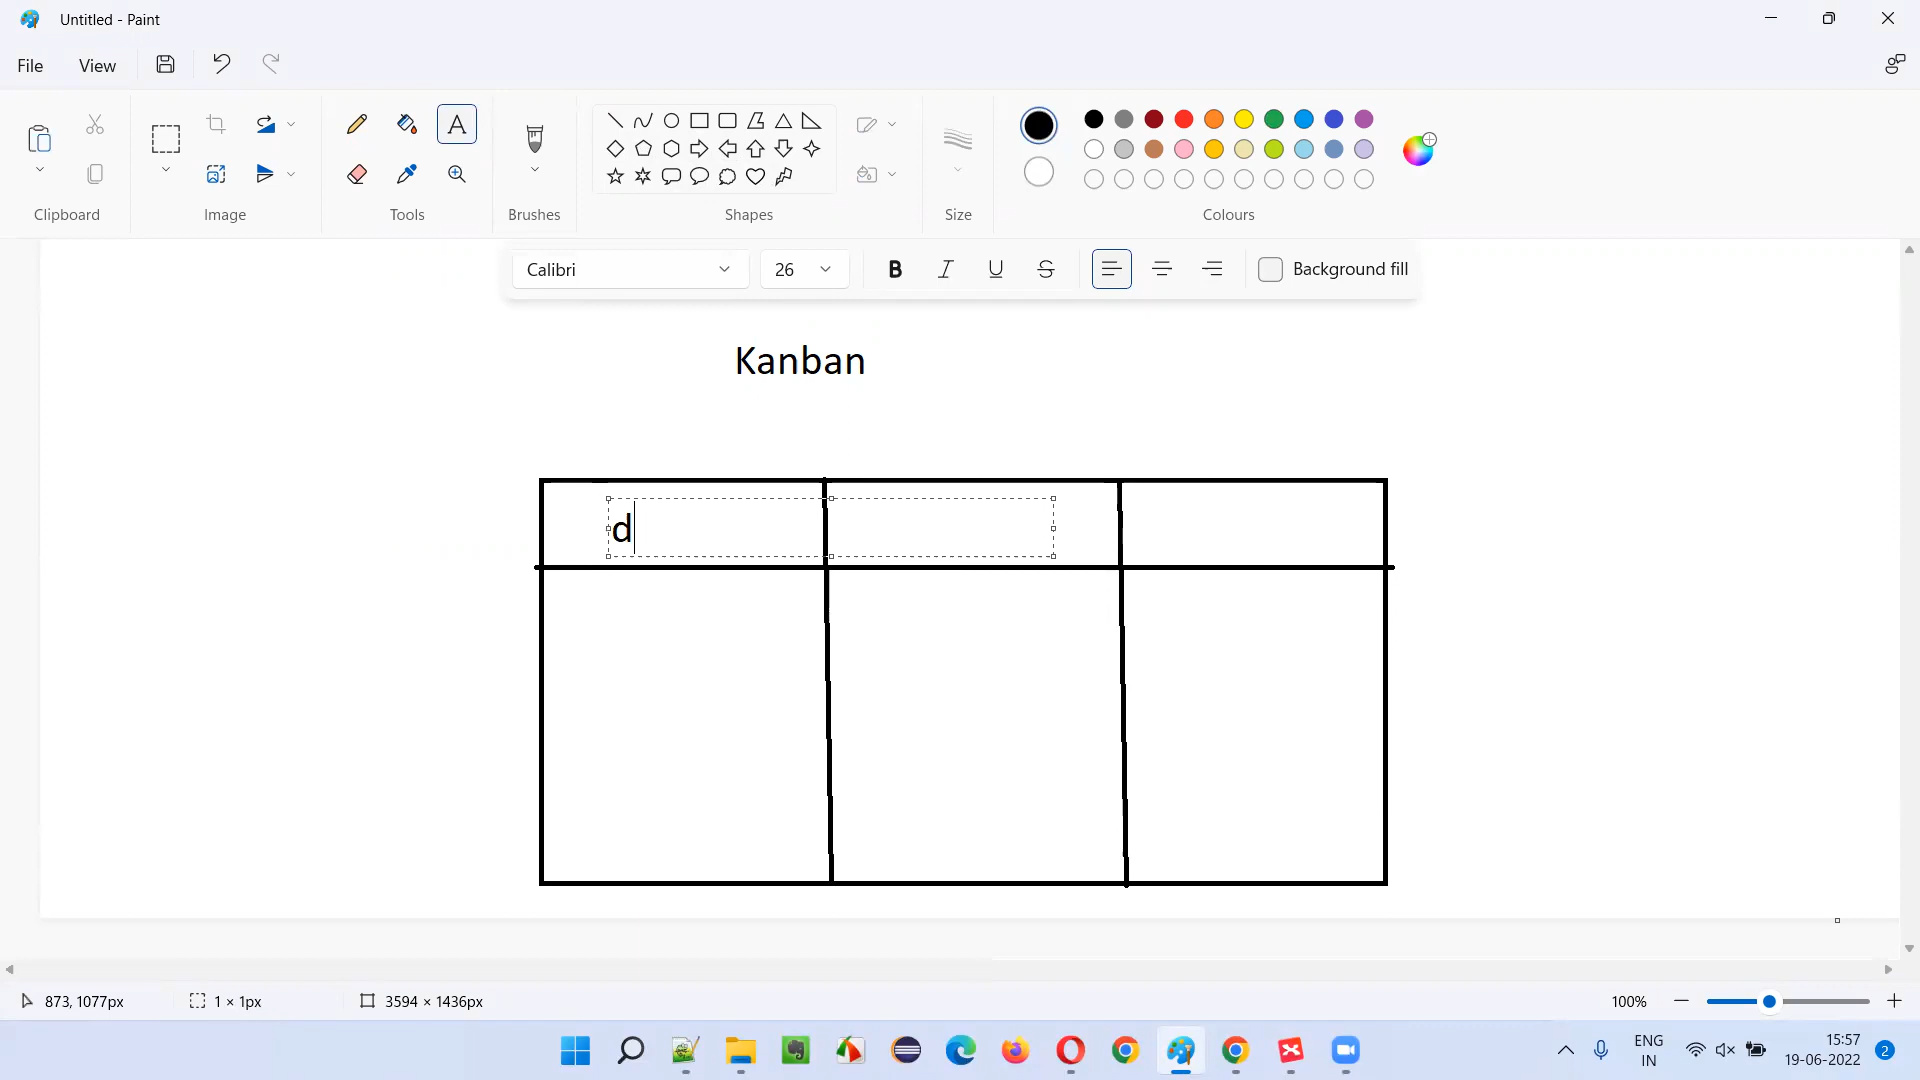 Untitled - Paint
File
View
Clipboard
Image
Tools
Brushes
Shapes
Size
Colours
Calibri
26
B
I
U
S
Background fill
Kanban
d
873, 1077px
1 × 1px
3594 × 1436px
100%
ENG
IN
15:57
19-06-2022
2